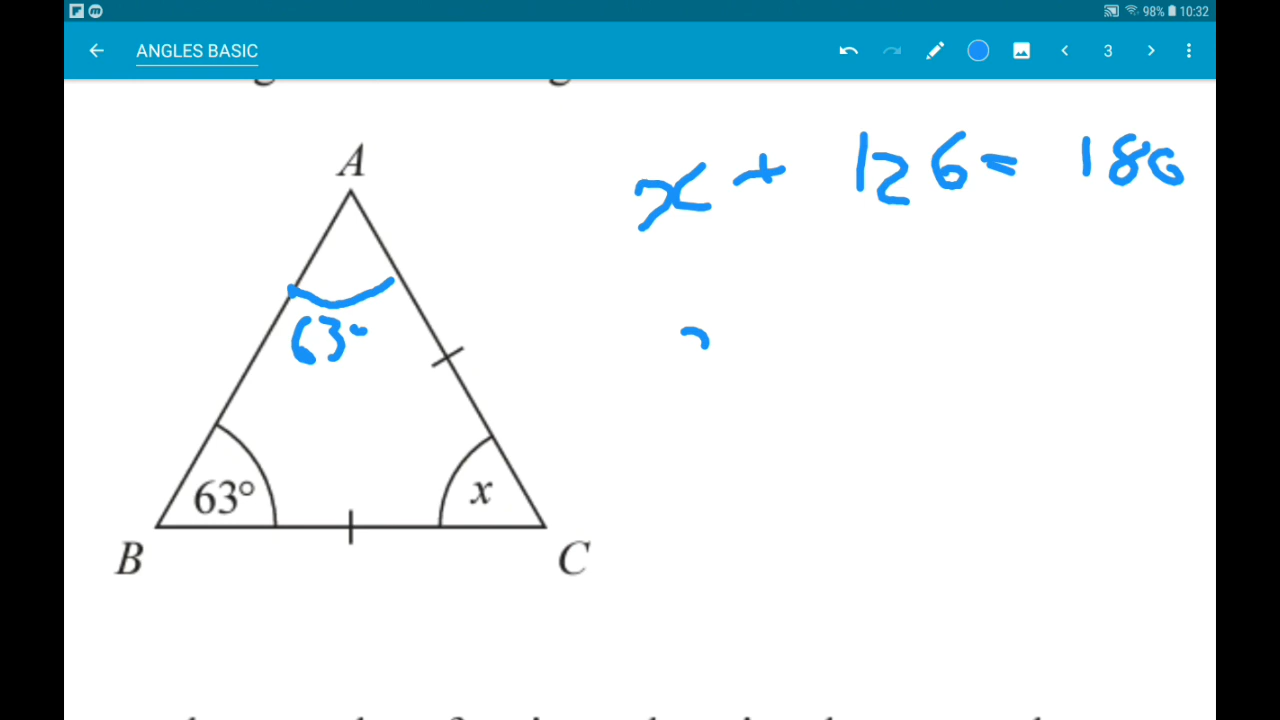 98% 10:32
ANGLES BASIC
3
A
x + 126 = 180
63°
63°
x
B
C